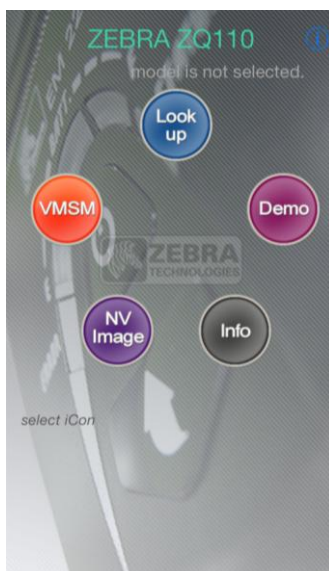 ZEBRA ZQ110
model is not selected.
Look
up
VMSM
Demo
ZEBRA
TECHNOLOGIES
NV
Image
Info
select iCon